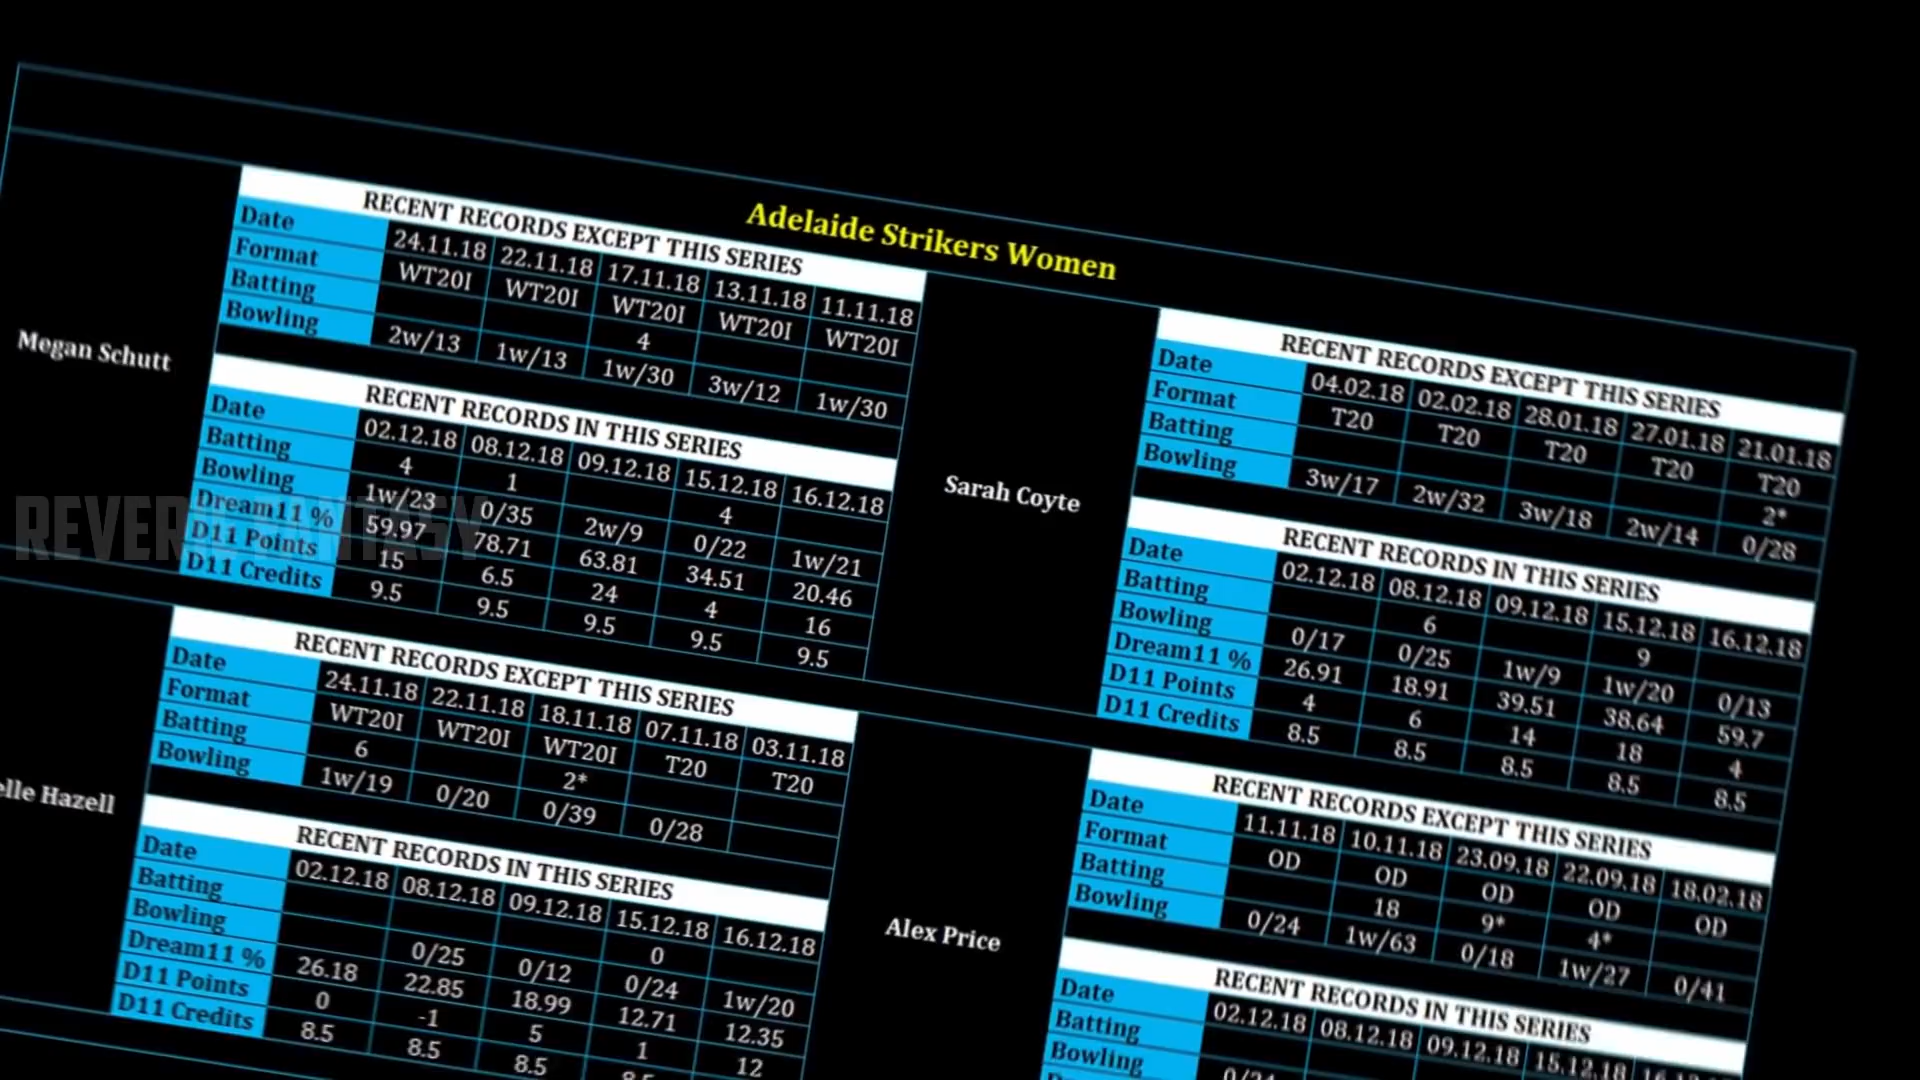 Adelaide Strikers Women
Megan Schutt
RECENT RECORDS EXCEPT THIS SERIES
Date 24.11.18 22.11.18 17.11.18 13.11.18 11.11.18
Format WT20I WT20I WT20I WT20I WT20I
Batting 4
Bowling 2w/13 1w/13 1w/30 3w/12 1w/30
RECENT RECORDS IN THIS SERIES
Date 02.12.18 08.12.18 09.12.18 15.12.18 16.12.18
Batting 4 1 4
Bowling 1w/23 0/35 2w/9 0/22 1w/21
Dream11 % 59.97 78.71 63.81 34.51 20.46
D11 Points 15 6.5 24 4 16
D11 Credits 9.5 9.5 9.5 9.5 9.5
Sarah Coyte
RECENT RECORDS EXCEPT THIS SERIES
Date 04.02.18 02.02.18 28.01.18 27.01.18 21.01.18
Format T20 T20 T20 T20 T20
Batting 2*
Bowling 3w/17 2w/32 3w/18 2w/14 0/28
RECENT RECORDS IN THIS SERIES
Date 02.12.18 08.12.18 09.12.18 15.12.18 16.12.18
Batting 6 9
Bowling 0/17 0/25 1w/9 1w/20 0/13
Dream11 % 26.91 18.91 39.51 38.64 59.7
D11 Points 4 6 14 18 4
D11 Credits 8.5 8.5 8.5 8.5 8.5
elle Hazell
RECENT RECORDS EXCEPT THIS SERIES
Date 24.11.18 22.11.18 18.11.18 07.11.18 03.11.18
Format WT20I WT20I WT20I T20 T20
Batting 6 2*
Bowling 1w/19 0/20 0/39 0/28
RECENT RECORDS IN THIS SERIES
Date 02.12.18 08.12.18 09.12.18 15.12.18 16.12.18
Batting 0
Bowling 0/25 0/12 0/24 1w/20
Dream11 % 26.18 22.85 18.99 12.71 12.35
D11 Points 0 -1 5 1 12
D11 Credits 8.5 8.5 8.5 8.5
Alex Price
RECENT RECORDS EXCEPT THIS SERIES
Date 11.11.18 10.11.18 23.09.18 22.09.18 18.02.18
Format OD OD OD OD OD
Batting 18 9* 4*
Bowling 0/24 1w/63 0/18 1w/27 0/41
RECENT RECORDS IN THIS SERIES
Date 02.12.18 08.12.18 09.12.18 15.12.18
Batting
Bowling
REVERIE FANTASY